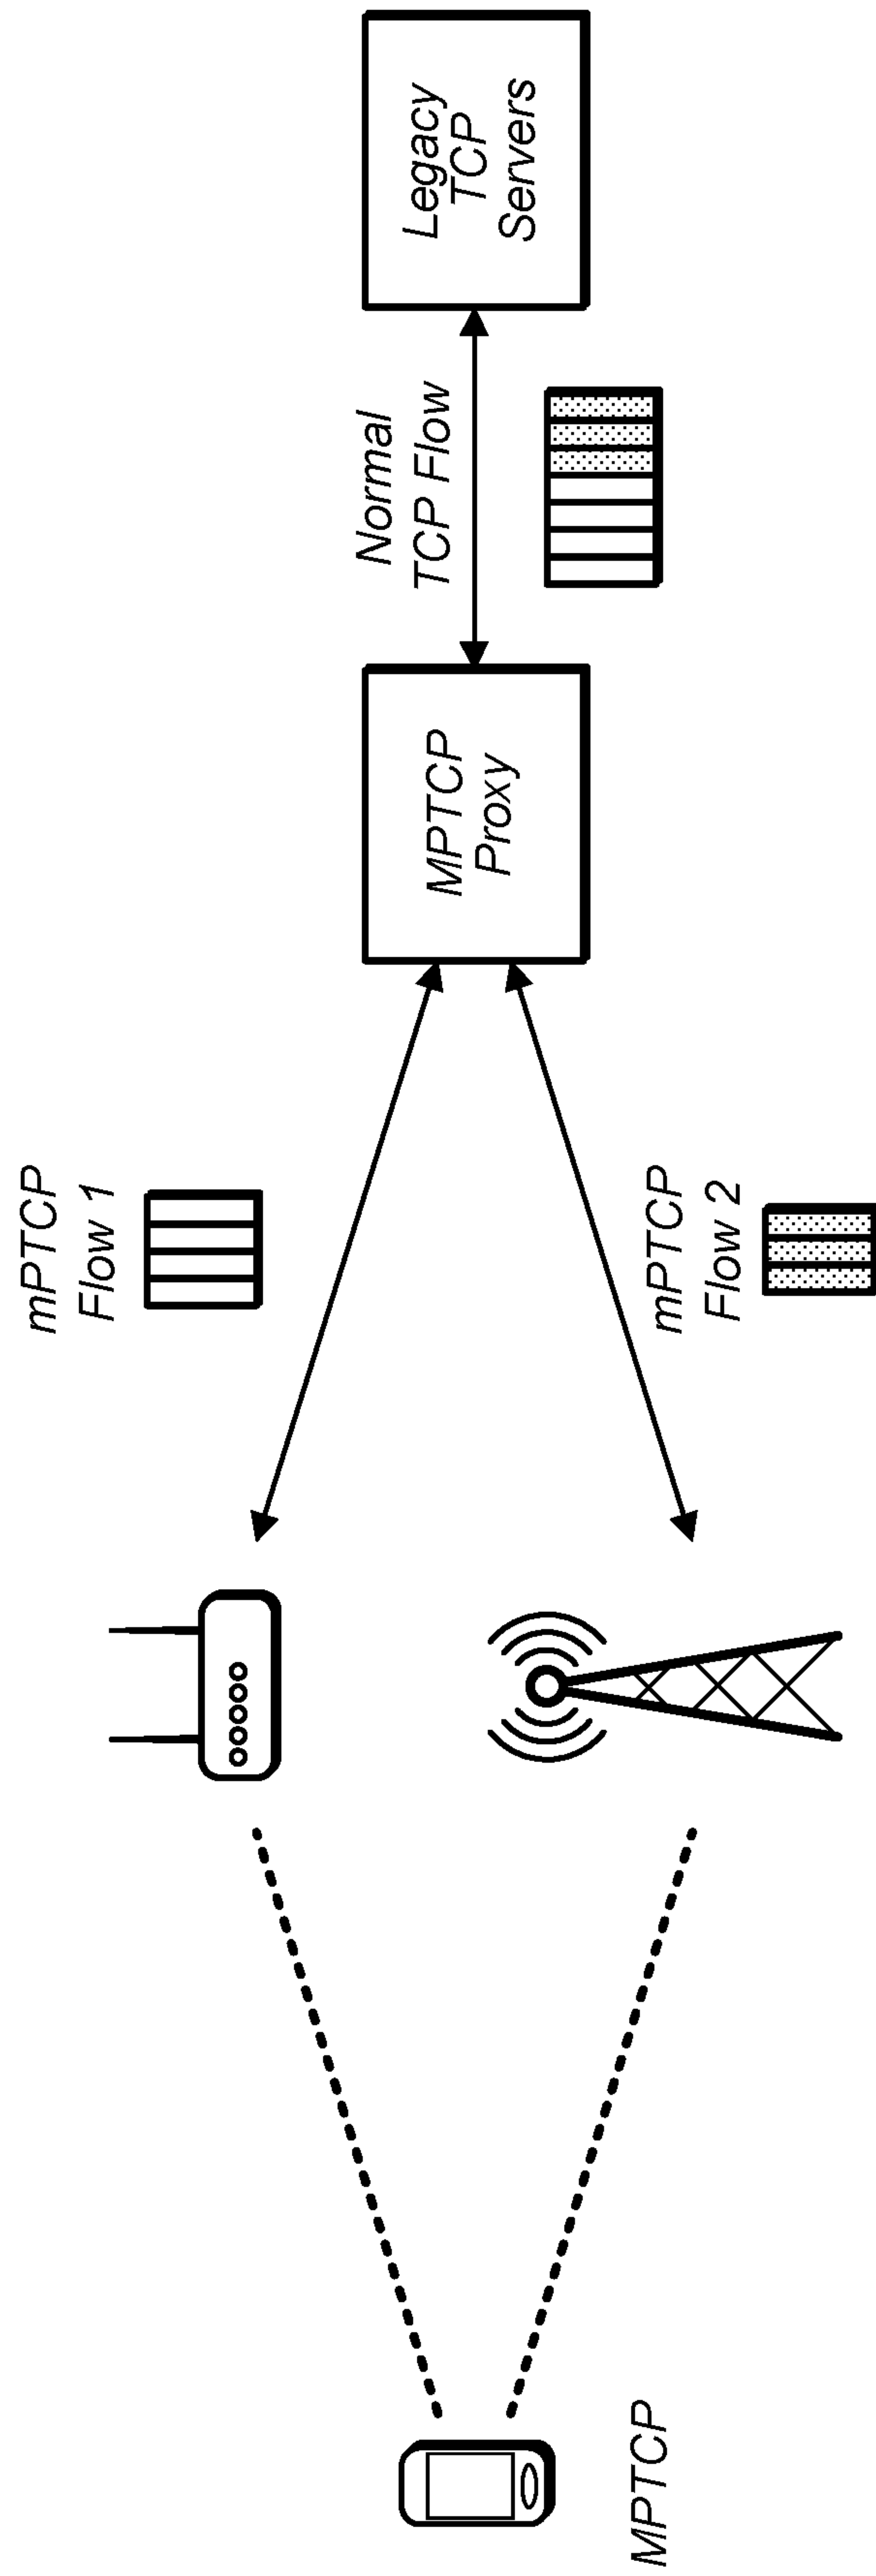 MPTCP
mPTCP
Flow 1
mPTCP
Flow 2
MPTCP
Proxy
Normal
TCP Flow
Legacy
TCP
Servers